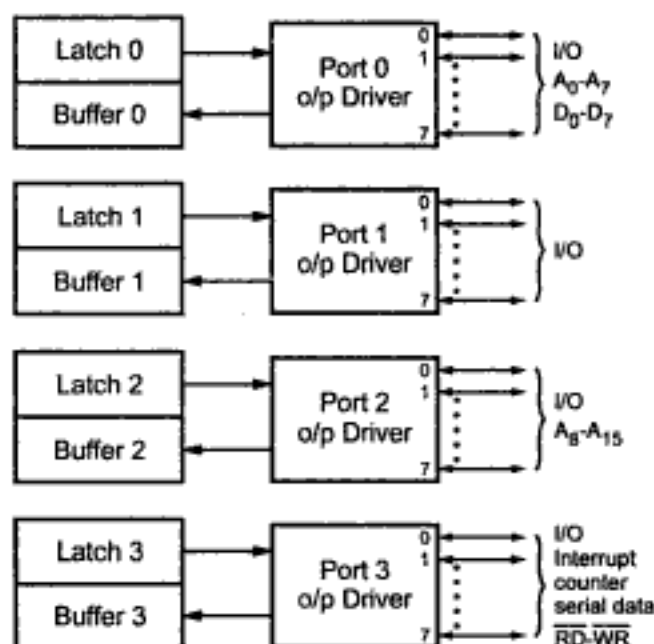 Latch 0
Buffer 0
Port 0
o/p Driver
0
1
7
I/O
A0-A7
D0-D7
Latch 1
Buffer 1
Port 1
o/p Driver
0
1
7
I/O
Latch 2
Buffer 2
Port 2
o/p Driver
0
1
7
I/O
A8-A15
Latch 3
Buffer 3
Port 3
o/p Driver
0
1
7
I/O
Interrupt
counter
serial data
R̅D̅-W̅R̅